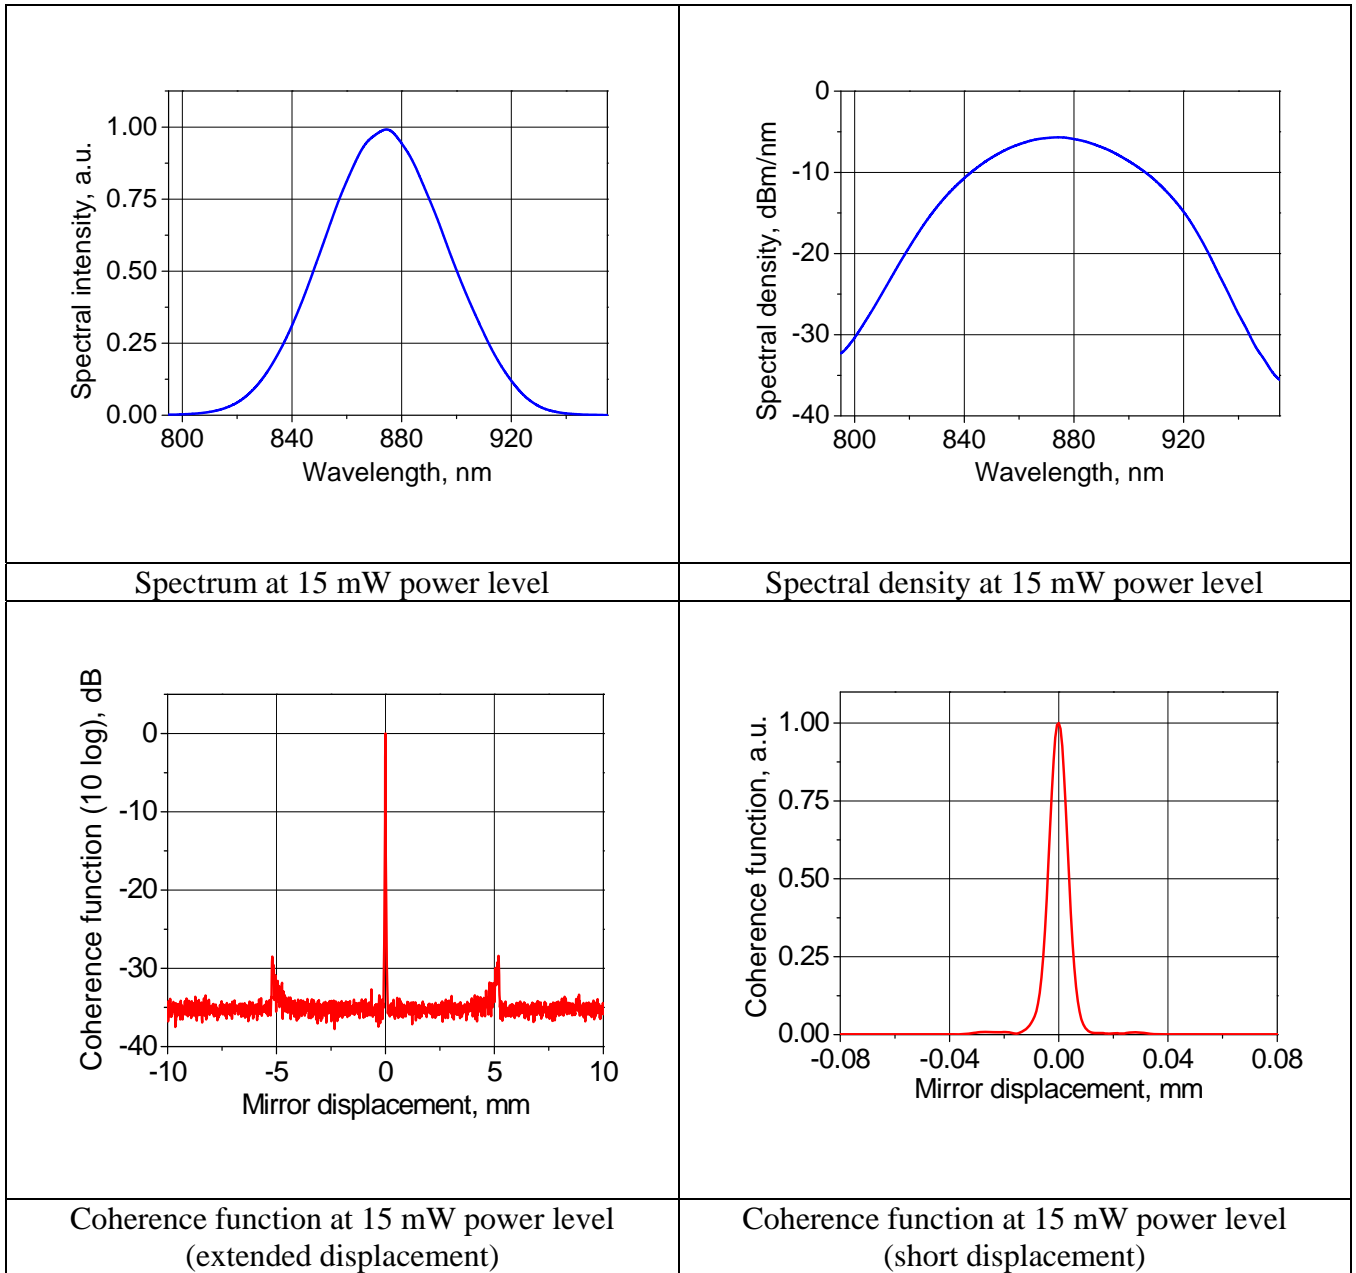 Spectral intensity, a.u.
1.00
0.75
0.50
0.25
0.00
800 840 880 920
Wavelength, nm
Spectral density, dBm/nm
0
-10
-20
-30
-40
800 840 880 920
Wavelength, nm
Spectrum at 15 mW power level
Spectral density at 15 mW power level
Coherence function (10 log), dB
0
-10
-20
-30
-40
-10 -5 0 5 10
Mirror displacement, mm
Coherence function, a.u.
1.00
0.75
0.50
0.25
0.00
-0.08 -0.04 0.00 0.04 0.08
Mirror displacement, mm
Coherence function at 15 mW power level
(extended displacement)
Coherence function at 15 mW power level
(short displacement)